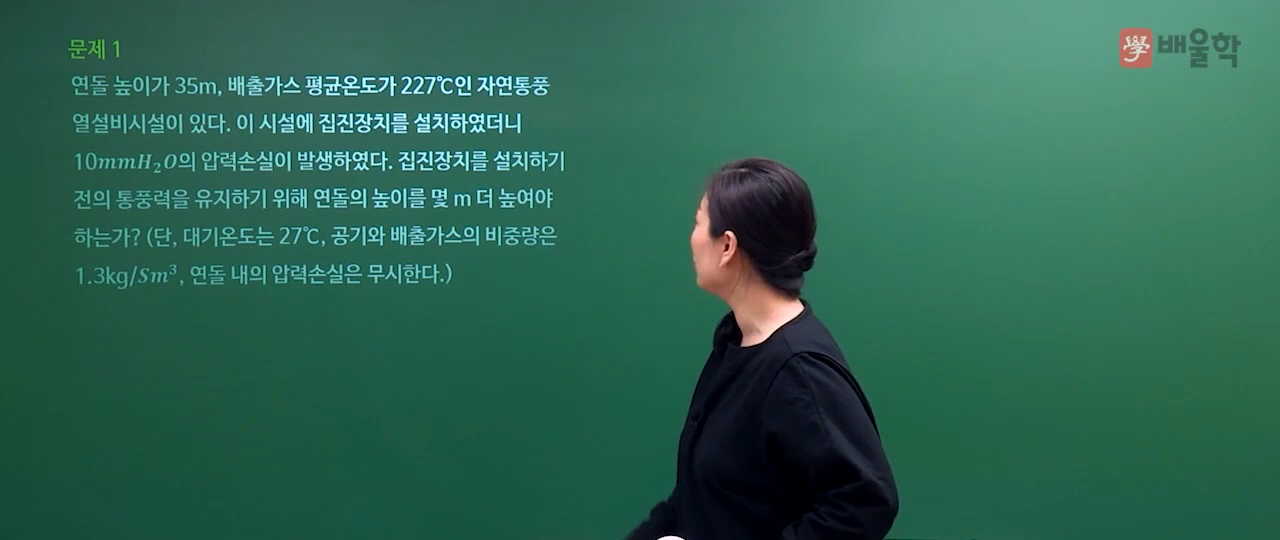 學 배울학
문제 1
연돌 높이가 35m, 배출가스 평균온도가 227℃인 자연통풍
열설비시설이 있다. 이 시설에 집진장치를 설치하였더니
10mmH₂O의 압력손실이 발생하였다. 집진장치를 설치하기
전의 통풍력을 유지하기 위해 연돌의 높이를 몇 m 더 높여야
하는가? (단, 대기온도는 27℃, 공기와 배출가스의 비중량은
1.3kg/Sm³, 연돌 내의 압력손실은 무시한다.)